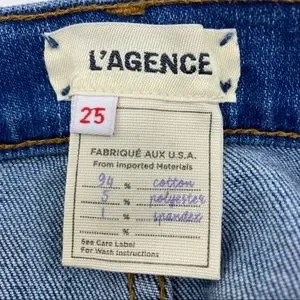 L'AGENCE
25
FABRIQUÉ AUX U.S.A.
From Imported Materials
94 % cotton
5 % polyester
1 % spandex
%
See Care Label
For Wash Instructions